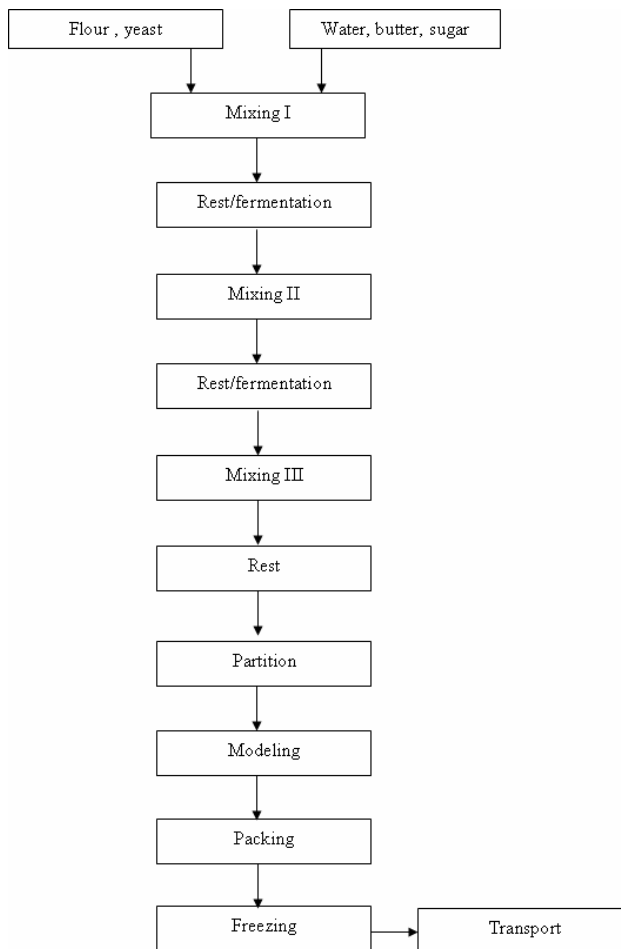 Flour , yeast
Water, butter, sugar
Mixing I
Rest/fermentation
Mixing II
Rest/fermentation
Mixing III
Rest
Partition
Modeling
Packing
Freezing
Transport